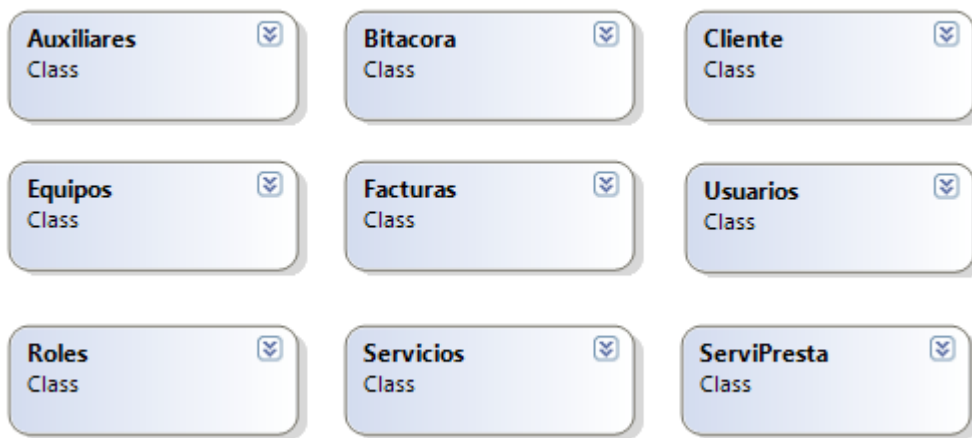 Auxiliares
Class
Bitacora
Class
Cliente
Class
Equipos
Class
Facturas
Class
Usuarios
Class
Roles
Class
Servicios
Class
ServiPresta
Class